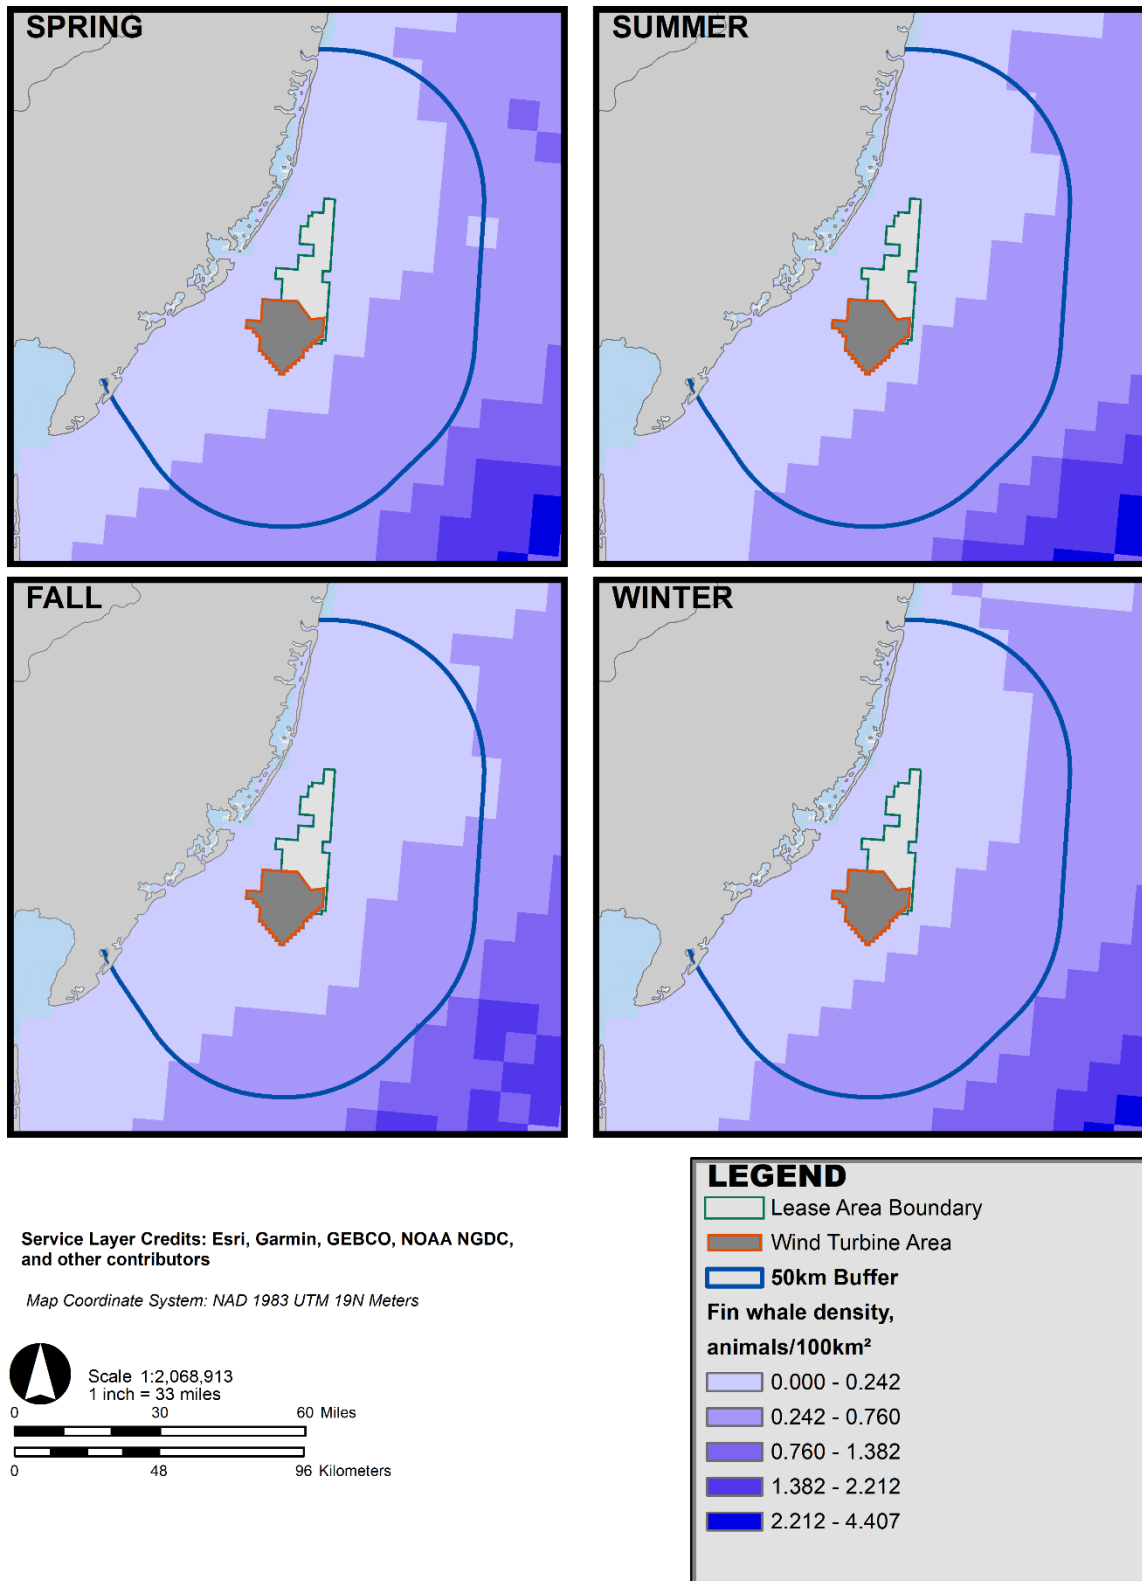 SPRING
SUMMER
FALL
WINTER
Service Layer Credits: Esri, Garmin, GEBCO, NOAA NGDC,
and other contributors
Map Coordinate System: NAD 1983 UTM 19N Meters
Scale 1:2,068,913
1 inch = 33 miles
0 30 60 Miles
0 48 96 Kilometers
LEGEND
Lease Area Boundary
Wind Turbine Area
50km Buffer
Fin whale density,
animals/100km²
0.000 - 0.242
0.242 - 0.760
0.760 - 1.382
1.382 - 2.212
2.212 - 4.407